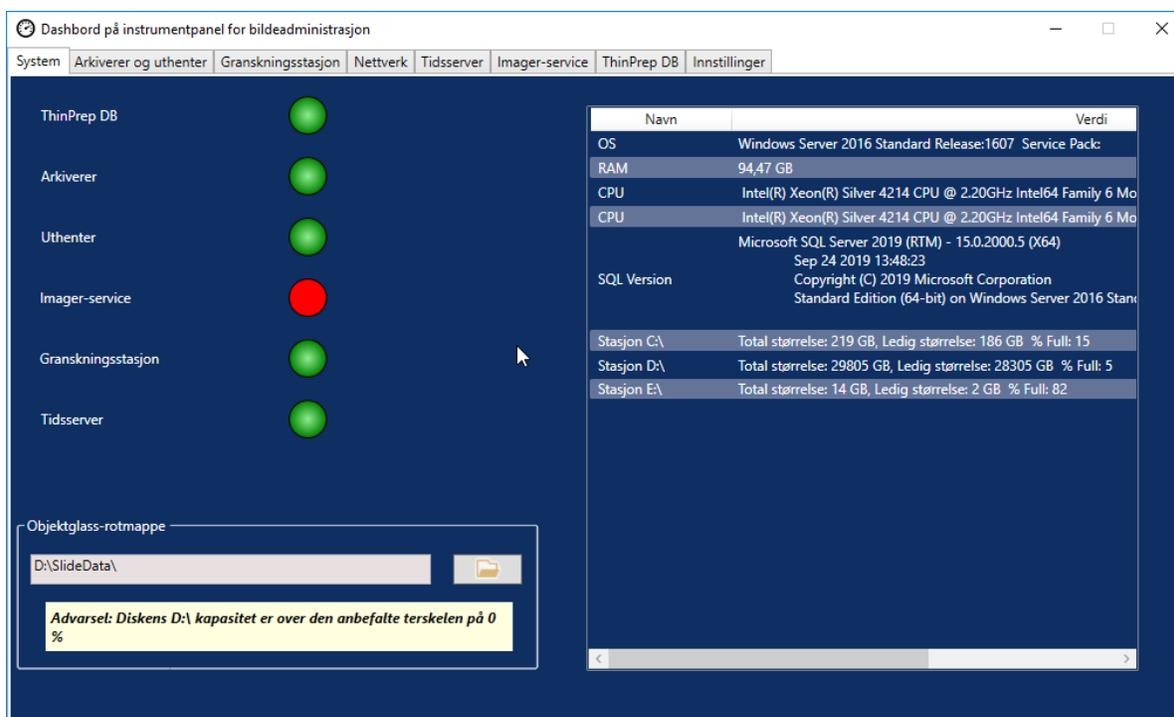 Dashbord på instrumentpanel for bildeadministrasjon
System Arkiverer og uthenter Granskningsstasjon Nettverk Tidsserver Imager-service ThinPrep DB Innstillinger
ThinPrep DB
Arkiverer
Uthenter
Imager-service
Granskningsstasjon
Tidsserver
Objektglass-rotmappe
D:\SlideData\
Advarsel: Diskens D:\ kapasitet er over den anbefalte terskelen på 0
%
Navn Verdi
OS Windows Server 2016 Standard Release:1607 Service Pack:
RAM 94,47 GB
CPU Intel(R) Xeon(R) Silver 4214 CPU @ 2.20GHz Intel64 Family 6 Mo
CPU Intel(R) Xeon(R) Silver 4214 CPU @ 2.20GHz Intel64 Family 6 Mo
Microsoft SQL Server 2019 (RTM) - 15.0.2000.5 (X64)
Sep 24 2019 13:48:23
SQL Version Copyright (C) 2019 Microsoft Corporation
Standard Edition (64-bit) on Windows Server 2016 Stand
Stasjon C:\ Total størrelse: 219 GB, Ledig størrelse: 186 GB % Full: 15
Stasjon D:\ Total størrelse: 29805 GB, Ledig størrelse: 28305 GB % Full: 5
Stasjon E:\ Total størrelse: 14 GB, Ledig størrelse: 2 GB % Full: 82